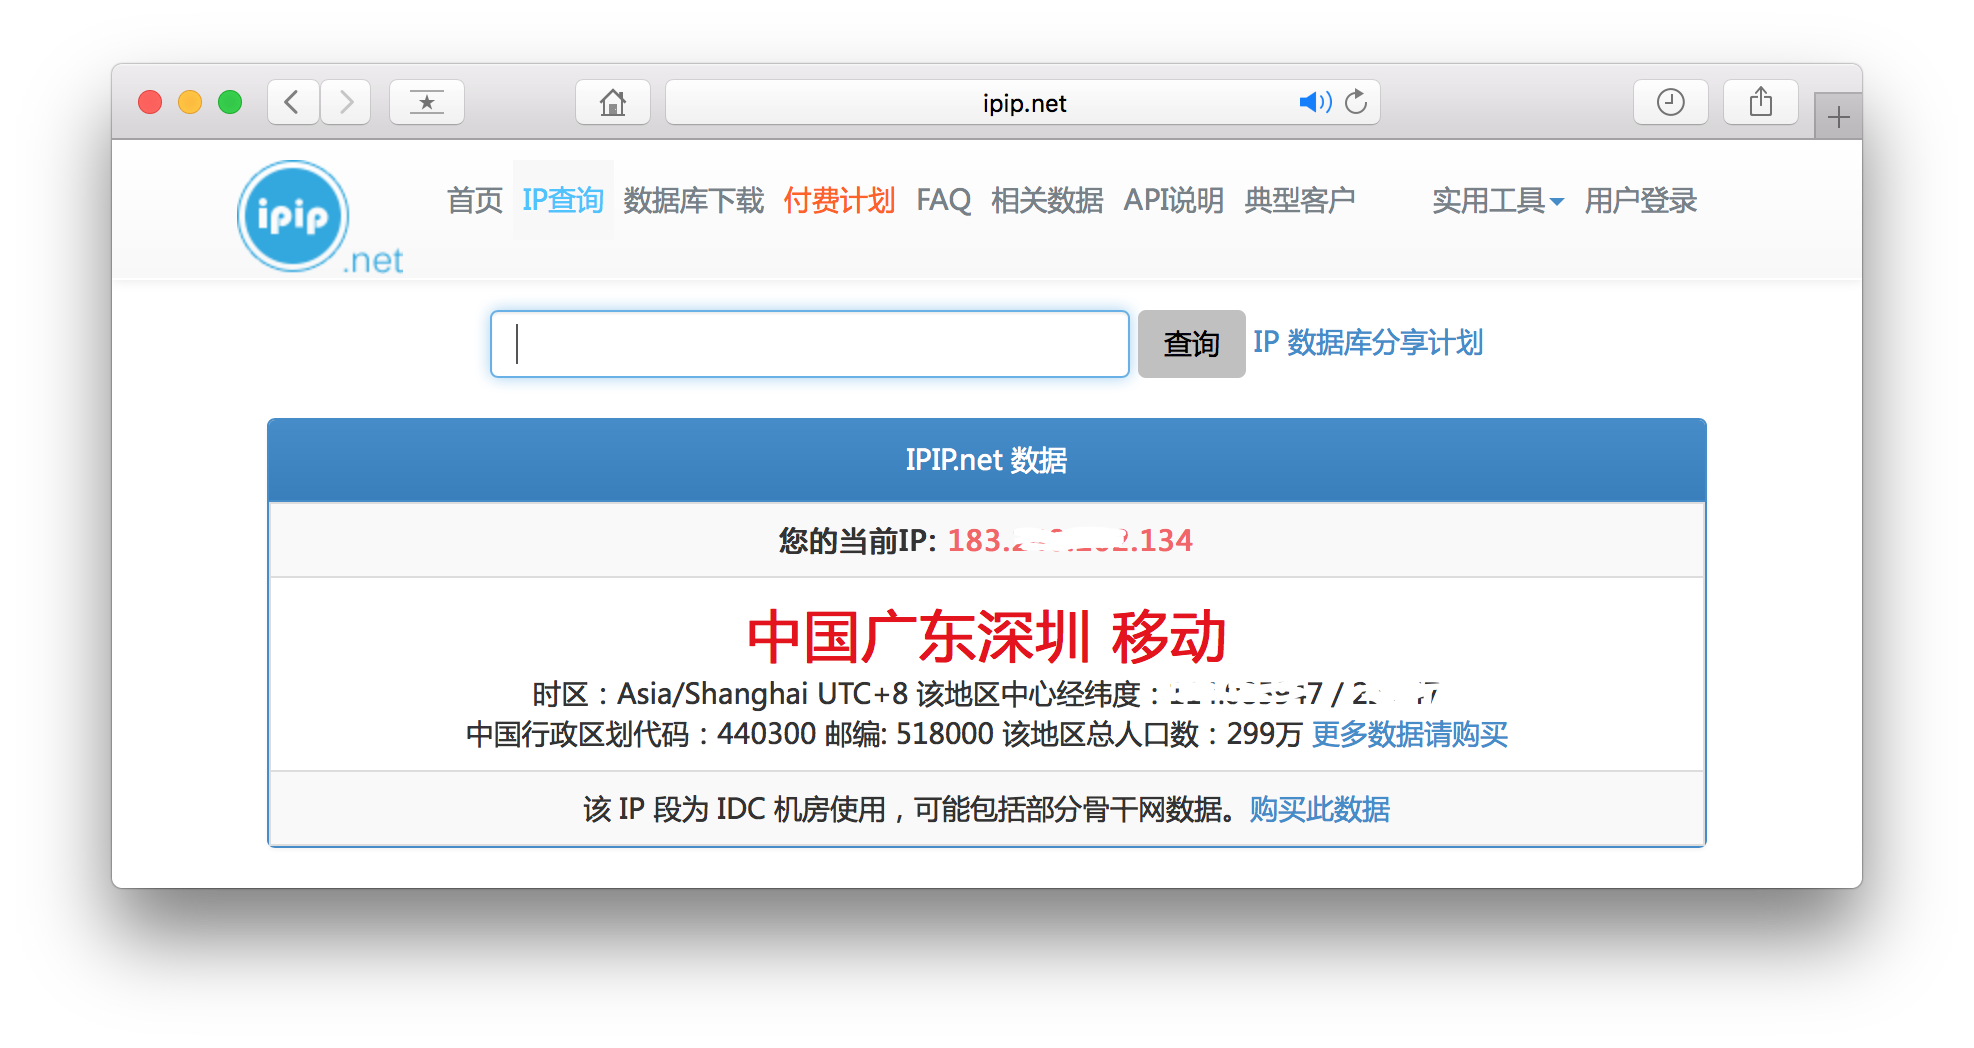 ipip.net
ipip
.net
首页 IP查询 数据库下载 付费计划 FAQ 相关数据 API说明 典型客户 实用工具 用户登录
查询 IP 数据库分享计划
IPIP.net 数据
您的当前IP: 183. .134
中国广东深圳 移动
时区：Asia/Shanghai UTC+8 该地区中心经纬度： /
中国行政区划代码：440300 邮编: 518000 该地区总人口数：299万 更多数据请购买
该 IP 段为 IDC 机房使用，可能包括部分骨干网数据。购买此数据